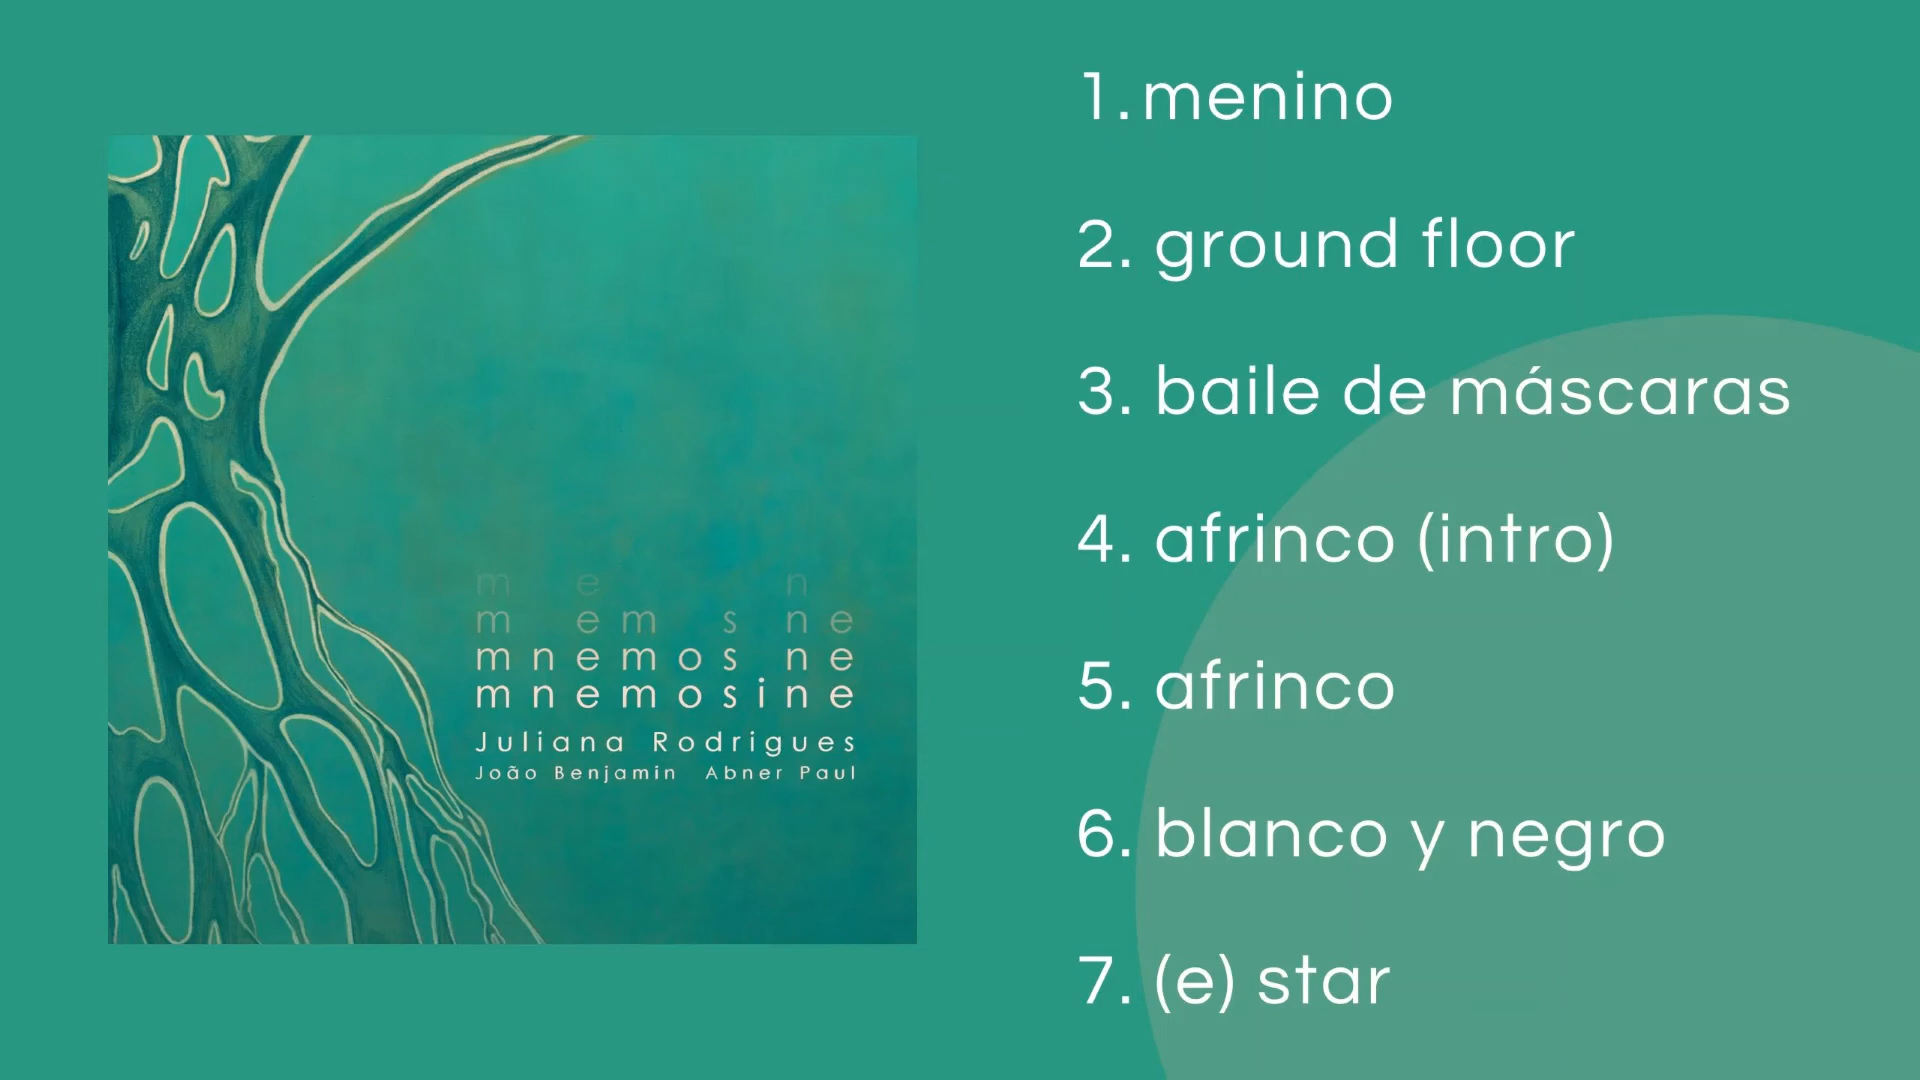 m e n
m em s ne
mnemos ne
mnemosine
Juliana Rodrigues
João Benjamin Abner Paul
1. menino
2. ground floor
3. baile de máscaras
4. afrinco (intro)
5. afrinco
6. blanco y negro
7. (e) star